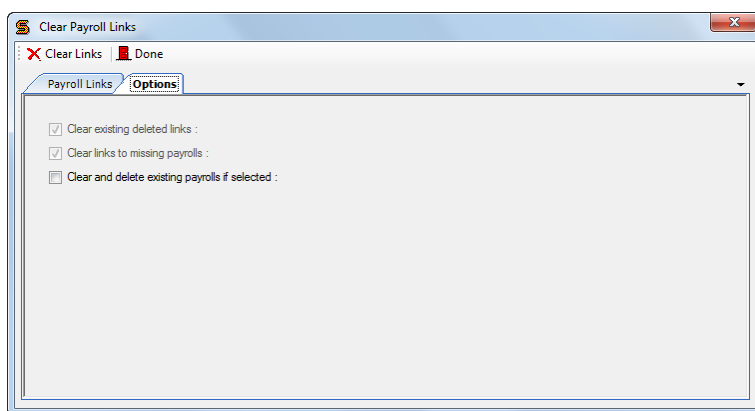 Clear Payroll Links
Clear Links Done
Payroll Links Options
Clear existing deleted links :
Clear links to missing payrolls :
Clear and delete existing payrolls if selected :